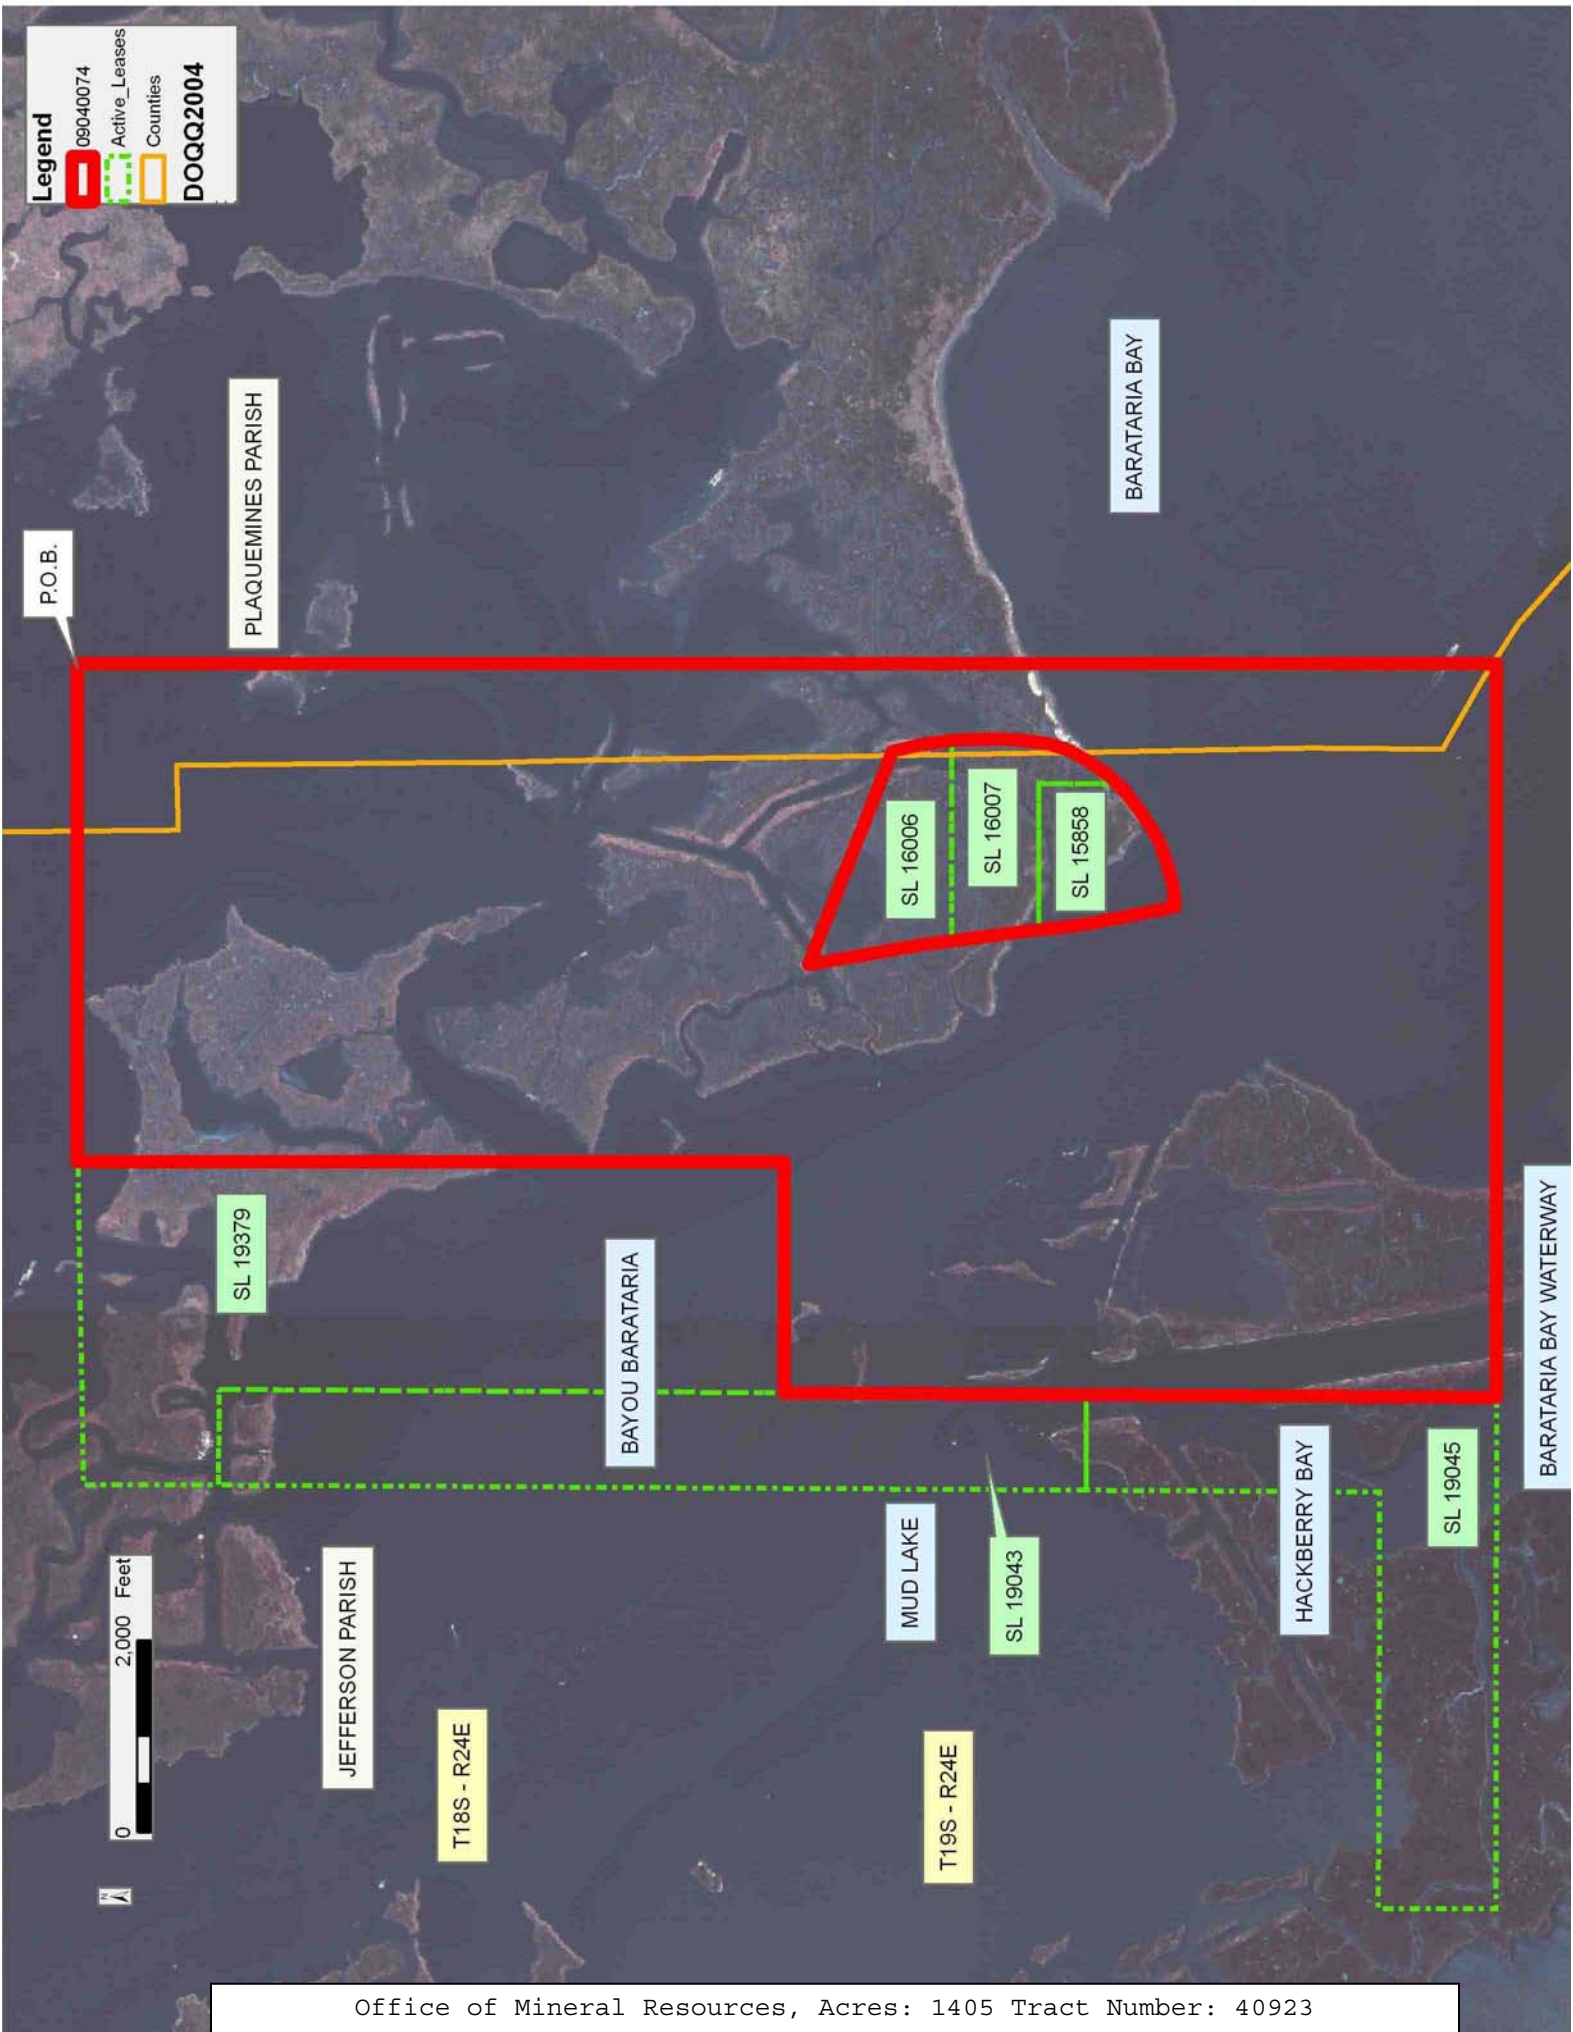 Legend
09040074
Active_Leases
Counties
DOQQ2004
P.O.B.
PLAQUEMINES PARISH
BARATARIA BAY
SL 16006
SL 16007
SL 15858
SL 19379
BAYOU BARATARIA
MUD LAKE
SL 19043
HACKBERRY BAY
SL 19045
BARATARIA BAY WATERWAY
0 2,000 Feet
N
JEFFERSON PARISH
T18S - R24E
T19S - R24E
Office of Mineral Resources, Acres: 1405 Tract Number: 40923